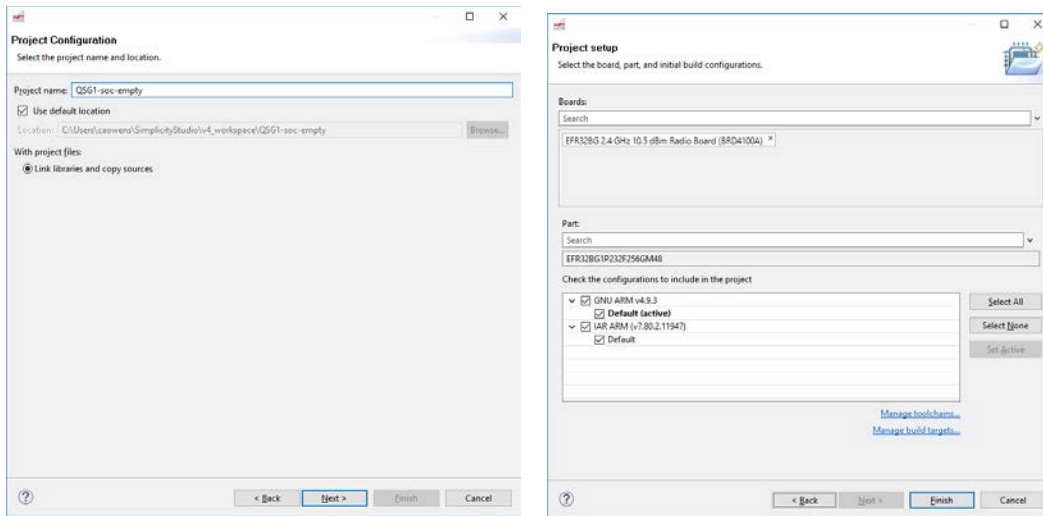 Project Configuration
Select the project name and location.
Project name: QSG1-soc-empty
Use default location
Location: C:\Users\caowens\SimplicityStudio\v4_workspace\QSG1-soc-empty Browse...
With project files:
Link libraries and copy sources
< Back Next > Finish Cancel
Project setup
Select the board, part, and initial build configurations.
Boards:
Search
EFR32BG 2.4 GHz 10.5 dBm Radio Board (BRD4100A) ×
Part:
Search
EFR32BG1P232F256GM48
Check the configurations to include in the project
GNU ARM v4.9.3 Select All
Default (active)
IAR ARM (v7.80.2.11947) Select None
Default
Set Active
Manage toolchains...
Manage build targets...
< Back Next > Finish Cancel